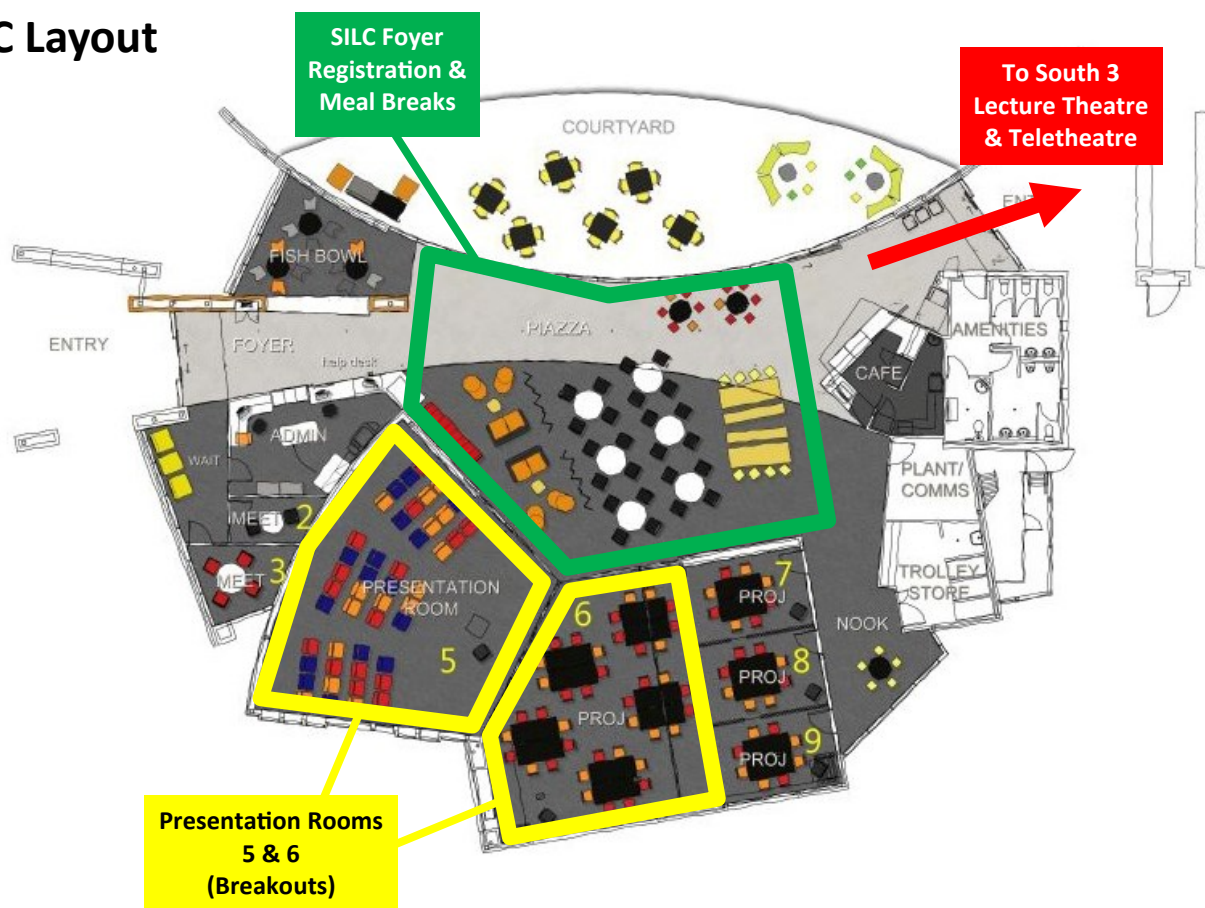 C Layout
SILC Foyer
Registration &
Meal Breaks
To South 3
Lecture Theatre
& Teletheatre
COURTYARD
FISH BOWL
ENTRY
FOYER
PIAZZA
help desk
AMENITIES
CAFE
ADMIN
WAIT
PLANT/
COMMS
MEET 2
MEET 3
PRESENTATION
ROOM
5
6
PROJ
7
PROJ
8
PROJ
9
PROJ
TROLLEY
STORE
NOOK
Presentation Rooms
5 & 6
(Breakouts)